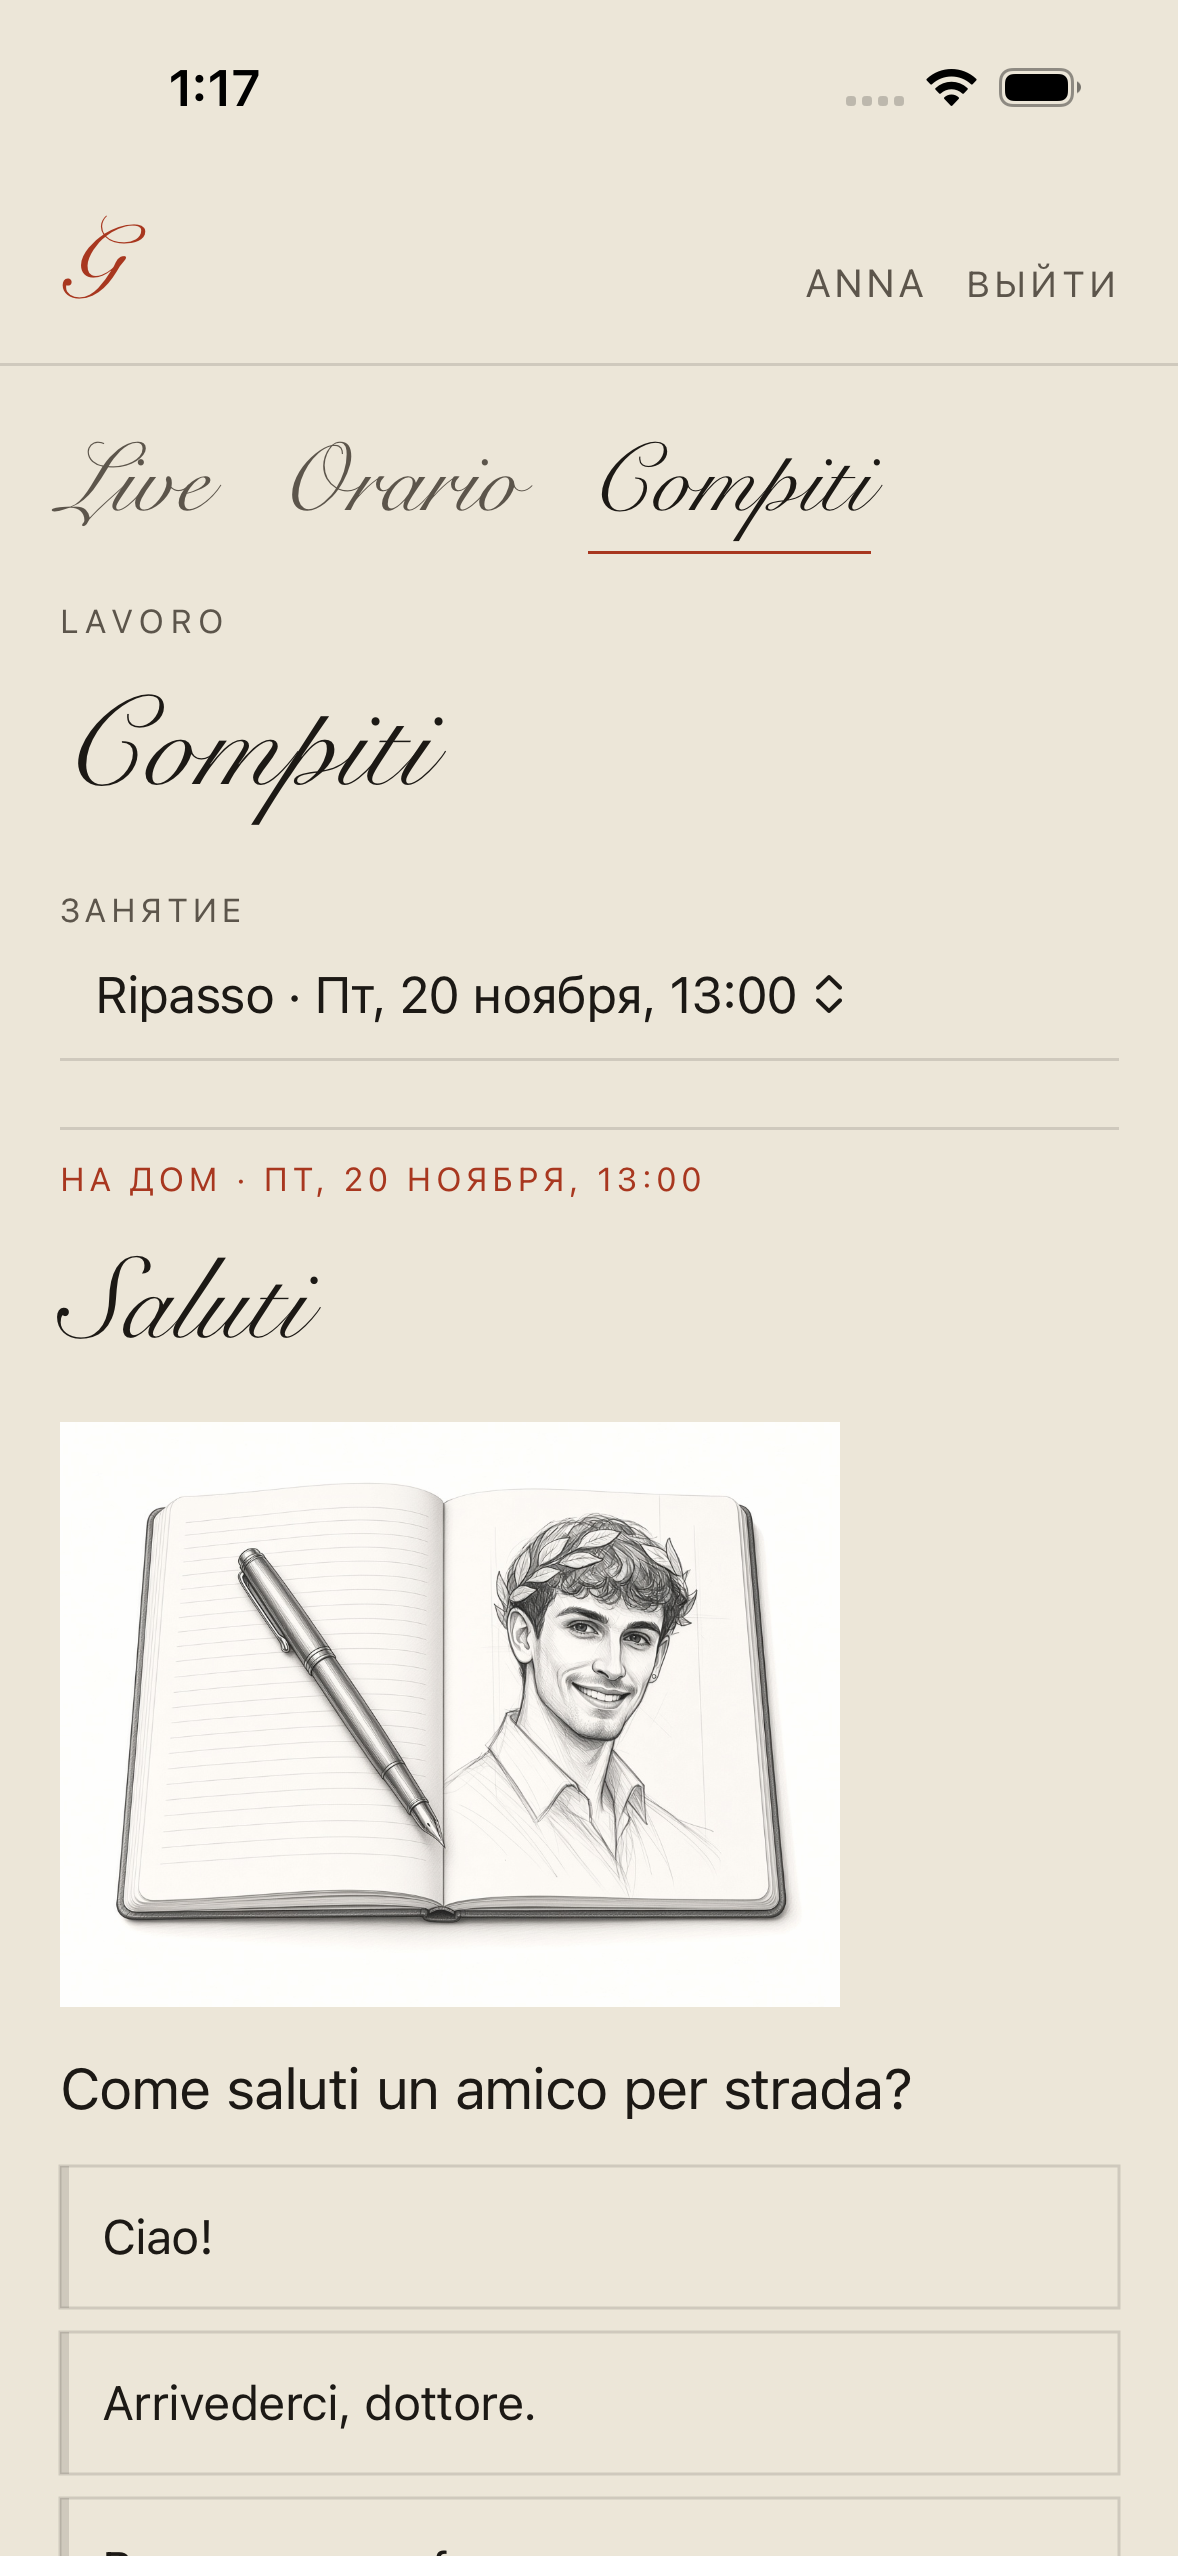 1:17
G
ANNA ВЫЙТИ
Live Orario Compiti
LAVORO
Compiti
ЗАНЯТИЕ
Ripasso · Пт, 20 ноября, 13:00
НА ДОМ · ПТ, 20 НОЯБРЯ, 13:00
Saluti
Come saluti un amico per strada?
Ciao!
Arrivederci, dottore.